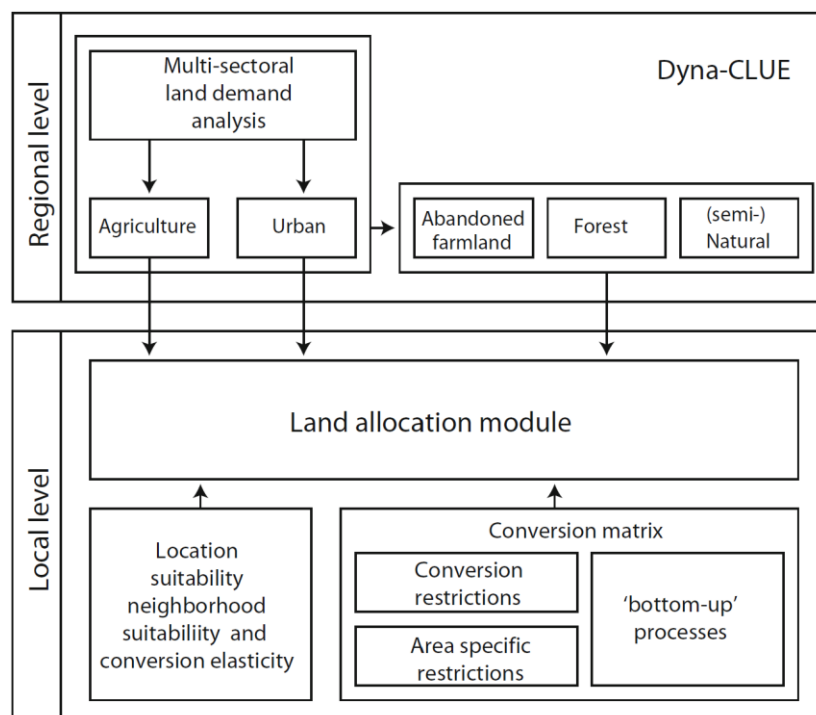 Dyna-CLUE
Regional level
Multi-sectoral
land demand
analysis
Agriculture
Urban
Abandoned
farmland
Forest
(semi-)
Natural
Local level
Land allocation module
Location
suitability
neighborhood
suitabiliity and
conversion elasticity
Conversion matrix
Conversion
restrictions
Area specific
restrictions
‘bottom-up’
processes